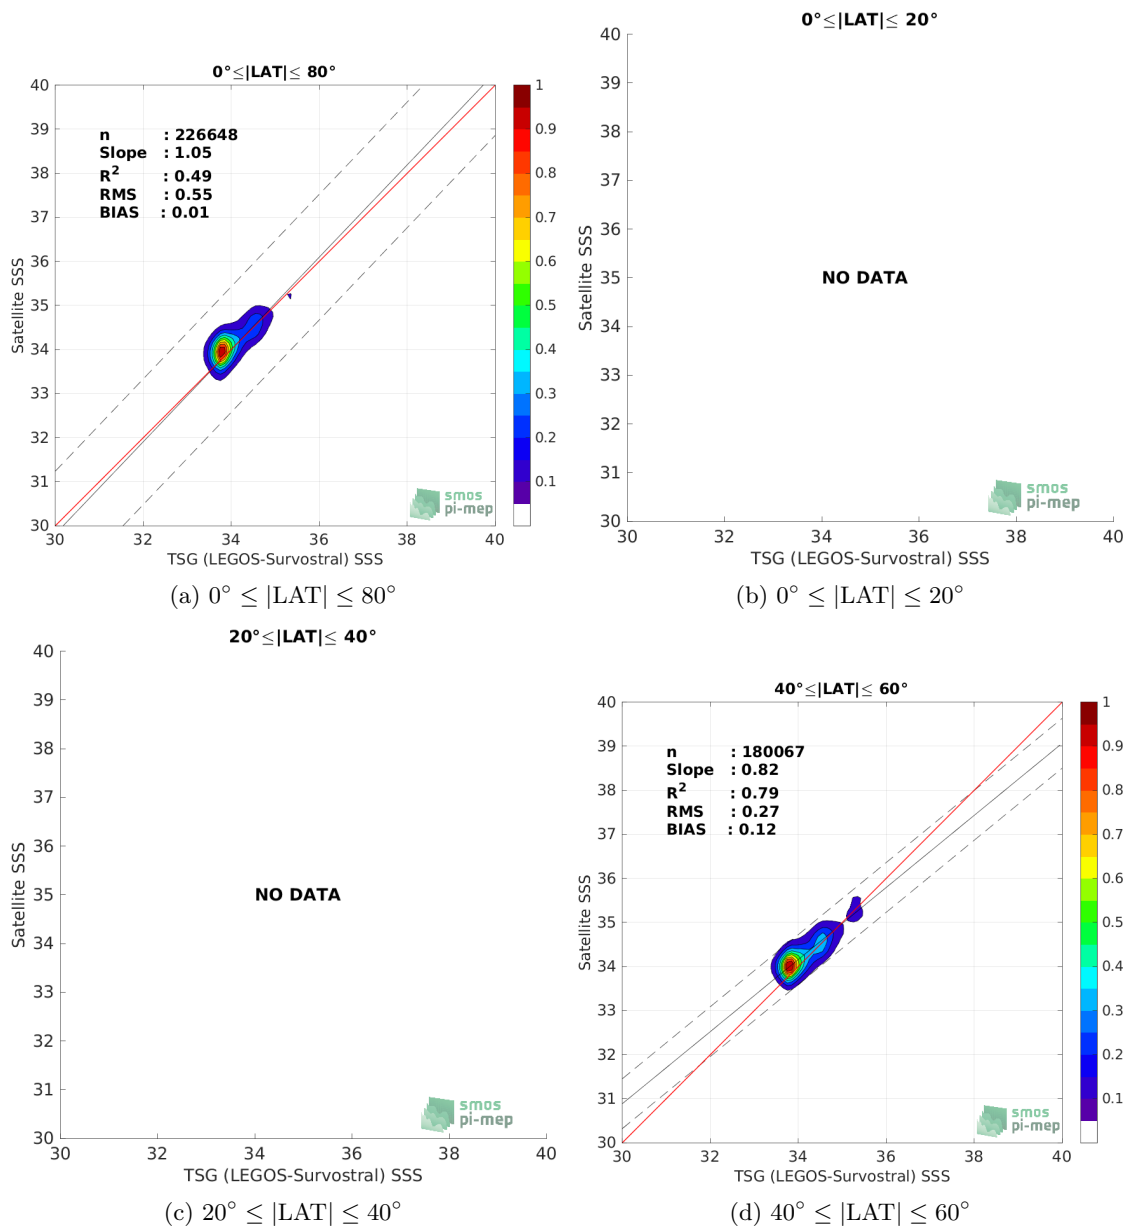 0°≤|LAT|≤ 80°
40
39
38
37
36
35
34
33
32
31
30
Satellite SSS
n : 226648
Slope : 1.05
R² : 0.49
RMS : 0.55
BIAS : 0.01
smos
pi-mep
30 32 34 36 38 40
TSG (LEGOS-Survostral) SSS
1
0.9
0.8
0.7
0.6
0.5
0.4
0.3
0.2
0.1
(a) 0° ≤ |LAT| ≤ 80°
0°≤|LAT|≤ 20°
40
39
38
37
36
35
34
33
32
31
30
Satellite SSS
NO DATA
smos
pi-mep
30 32 34 36 38 40
TSG (LEGOS-Survostral) SSS
(b) 0° ≤ |LAT| ≤ 20°
20°≤|LAT|≤ 40°
40
39
38
37
36
35
34
33
32
31
30
Satellite SSS
NO DATA
smos
pi-mep
30 32 34 36 38 40
TSG (LEGOS-Survostral) SSS
(c) 20° ≤ |LAT| ≤ 40°
40°≤|LAT|≤ 60°
40
39
38
37
36
35
34
33
32
31
30
Satellite SSS
n : 180067
Slope : 0.82
R² : 0.79
RMS : 0.27
BIAS : 0.12
smos
pi-mep
30 32 34 36 38 40
TSG (LEGOS-Survostral) SSS
1
0.9
0.8
0.7
0.6
0.5
0.4
0.3
0.2
0.1
(d) 40° ≤ |LAT| ≤ 60°